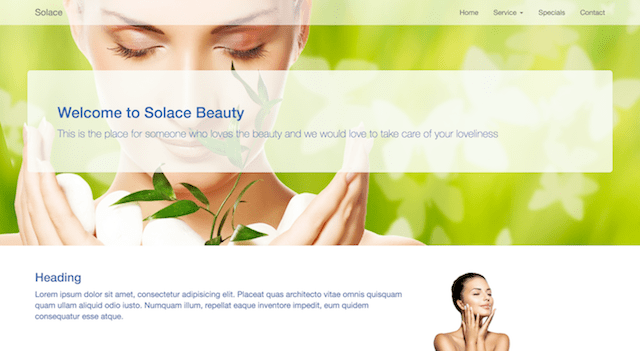 Solace
Home Service Specials Contact
Welcome to Solace Beauty
This is the place for someone who loves the beauty and we would love to take care of your loveliness
Heading
Lorem ipsum dolor sit amet, consectetur adipisicing elit. Placeat quas architecto vitae omnis quisquam
quam ullam aliquid odio iusto. Numquam illum, repellat eaque inventore impedit, eum quidem
consequatur esse atque.